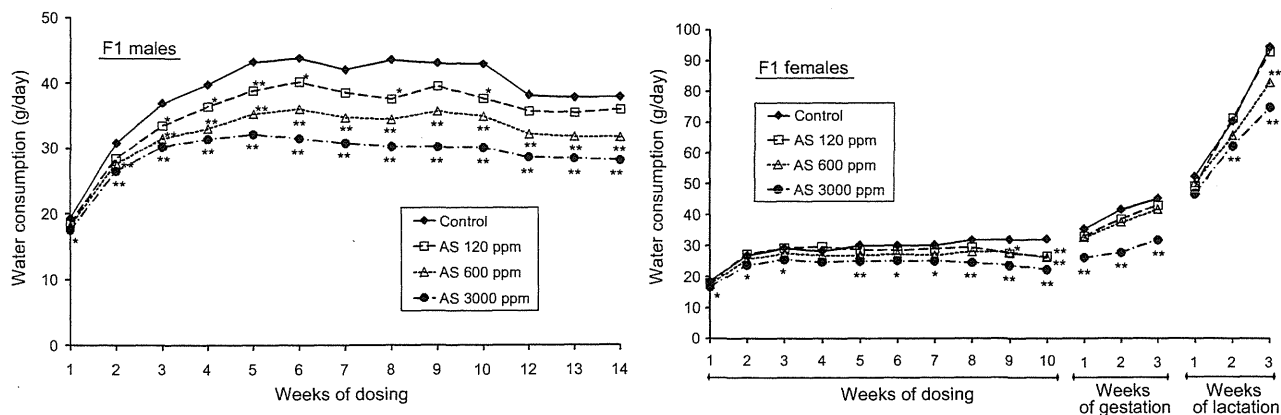 F1 males
Water consumption (g/day)
50
40
30
20
10
0
* ** ** ** ** ** ** ** ** ** ** ** **
* * ** * * *
** ** ** ** ** ** ** ** ** ** **
Control
AS 120 ppm
AS 600 ppm
AS 3000 ppm
1 2 3 4 5 6 7 8 9 10 12 13 14
Weeks of dosing
F1 females
Water consumption (g/day)
100
90
80
70
60
50
40
30
20
10
0
Control
AS 120 ppm
AS 600 ppm
AS 3000 ppm
* **
**
* * * ** * * ** ** **
** ** **
**
** **
1 2 3 4 5 6 7 8 9 10 1 2 3 1 2 3
Weeks of dosing
Weeks
of gestation
Weeks
of lactation